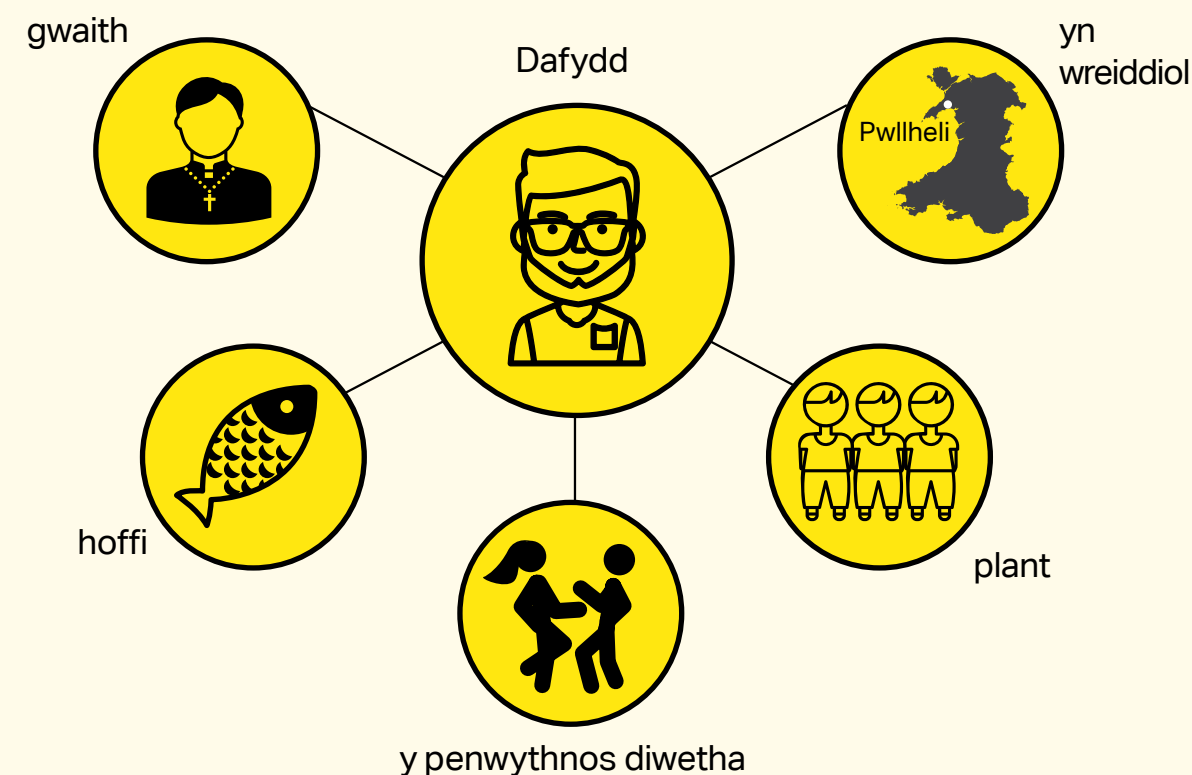 gwaith
Dafydd
yn
wreiddiol
Pwllheli
hoffi
plant
y penwythnos diwetha